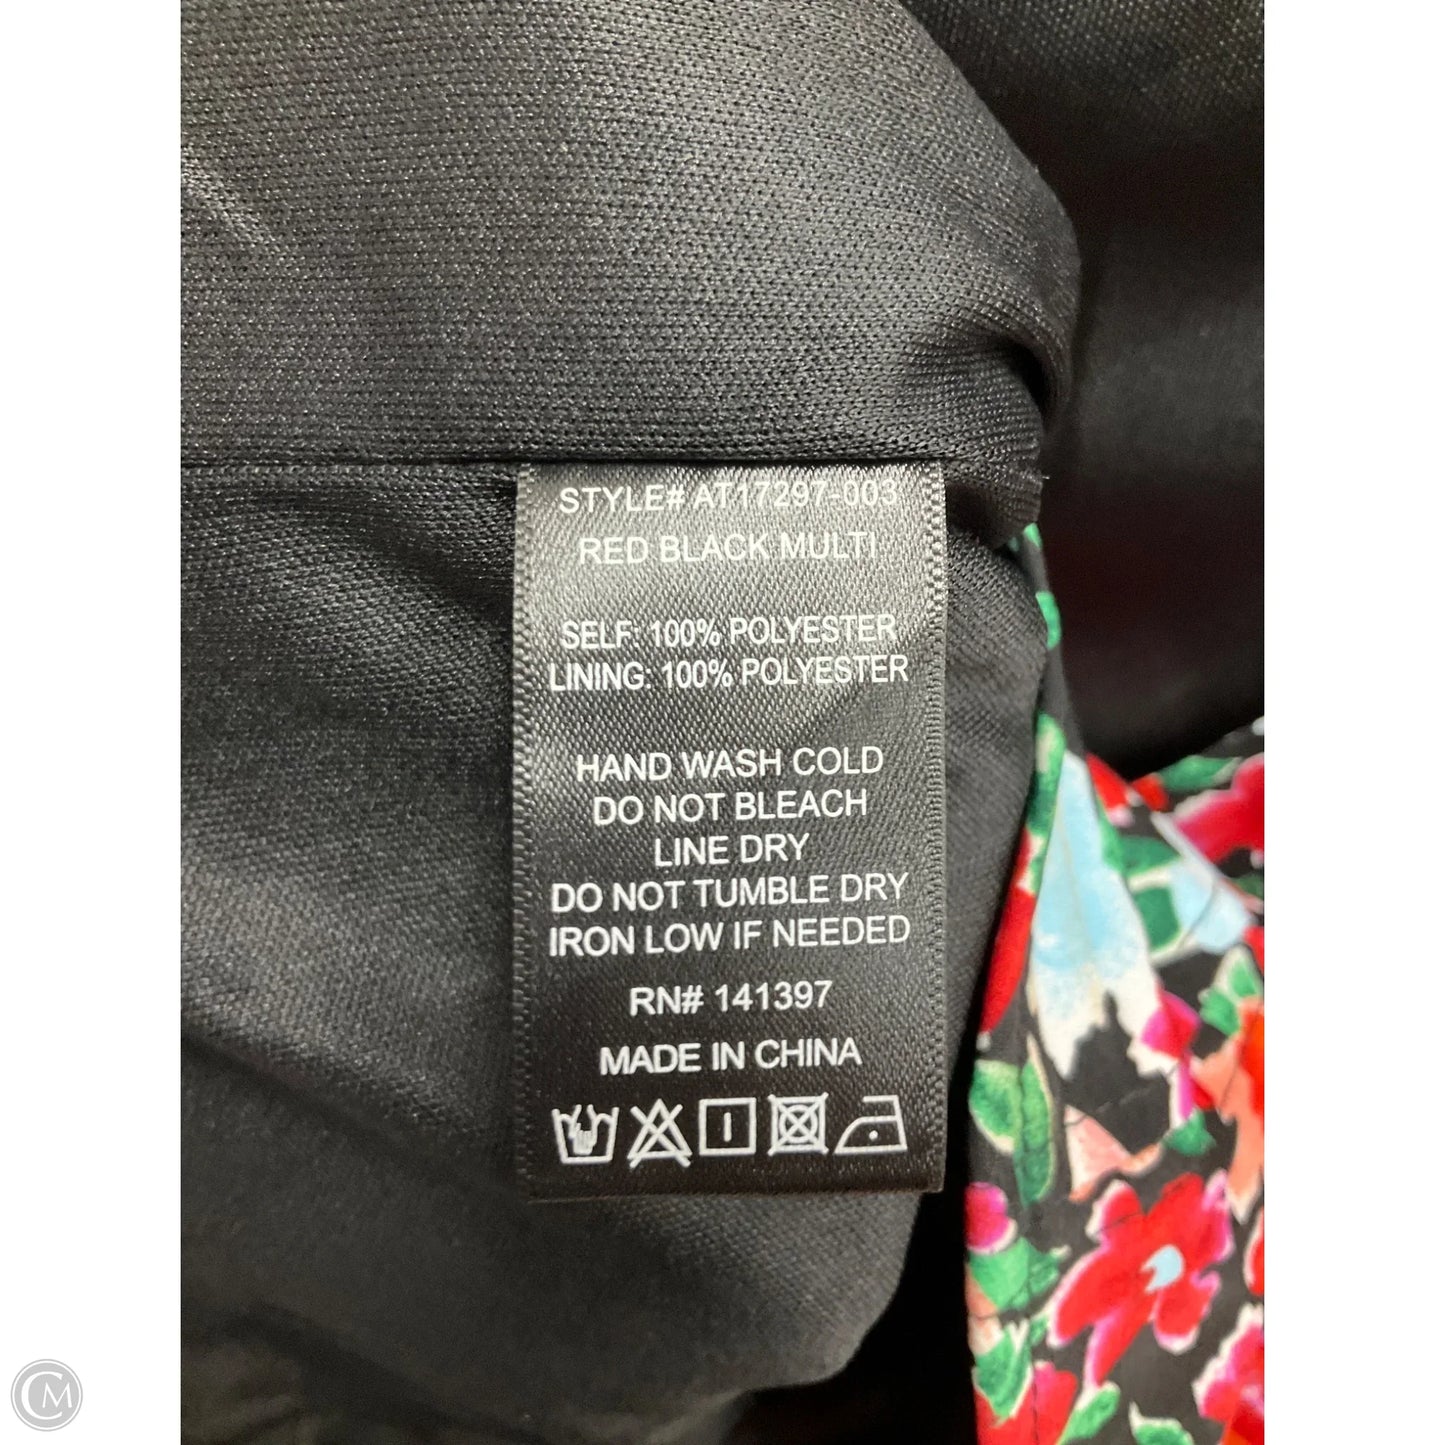 STYLE# AT17297-003
RED BLACK MULTI
SELF: 100% POLYESTER
LINING: 100% POLYESTER
HAND WASH COLD
DO NOT BLEACH
LINE DRY
DO NOT TUMBLE DRY
IRON LOW IF NEEDED
RN# 141397
MADE IN CHINA
CM